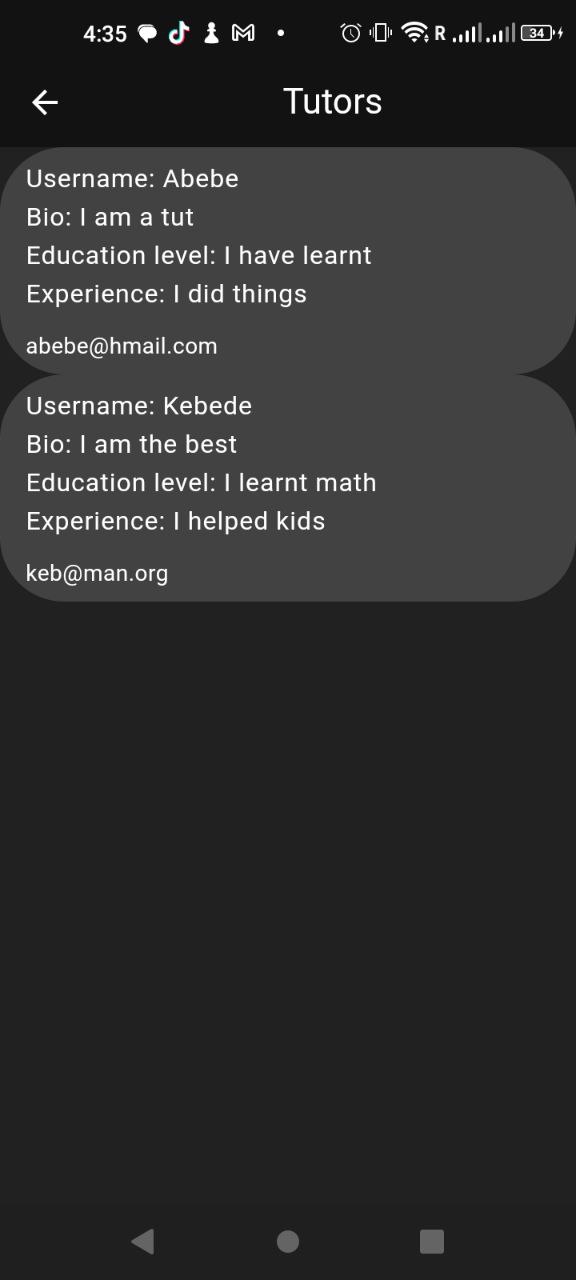 4:35 R 34
Tutors
Username: Abebe
Bio: I am a tut
Education level: I have learnt
Experience: I did things
abebe@hmail.com
Username: Kebede
Bio: I am the best
Education level: I learnt math
Experience: I helped kids
keb@man.org